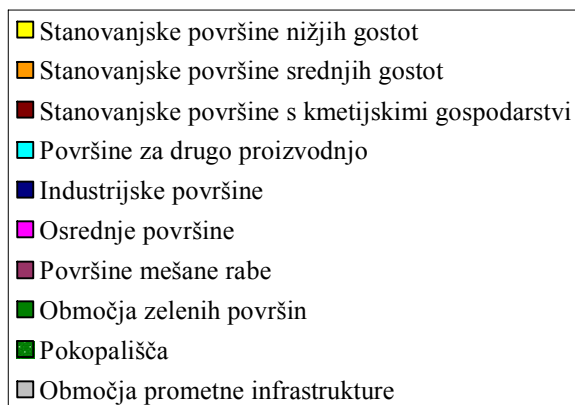 Stanovanjske površine nižjih gostot
Stanovanjske površine srednjih gostot
Stanovanjske površine s kmetijskimi gospodarstvi
Površine za drugo proizvodnjo
Industrijske površine
Osrednje površine
Površine mešane rabe
Območja zelenih površin
Pokopališča
Območja prometne infrastrukture